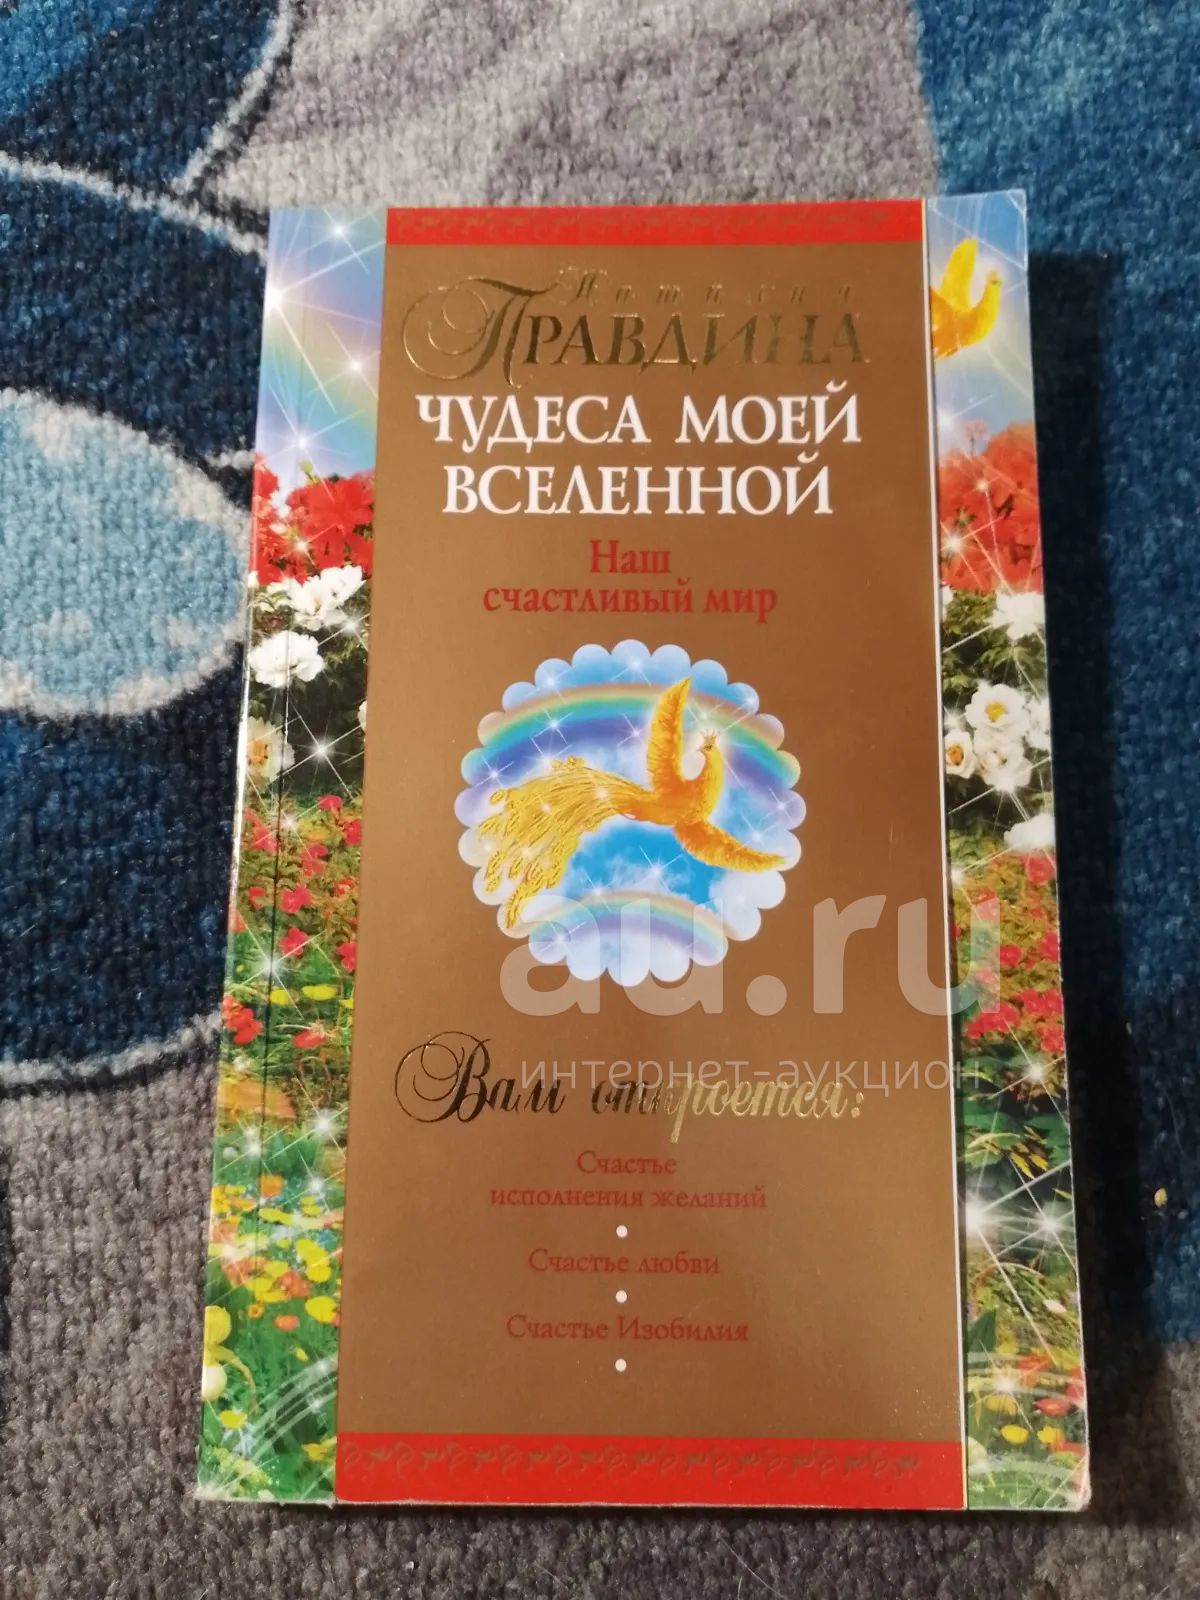 Наталия
ПРАВДИНА
ЧУДЕСА МОЕЙ
ВСЕЛЕННОЙ
Наш
счастливый мир
au.ru
интернет-аукцион
Вам откроется:
Счастье
исполнения желаний
Счастье любви
Счастье Изобилия